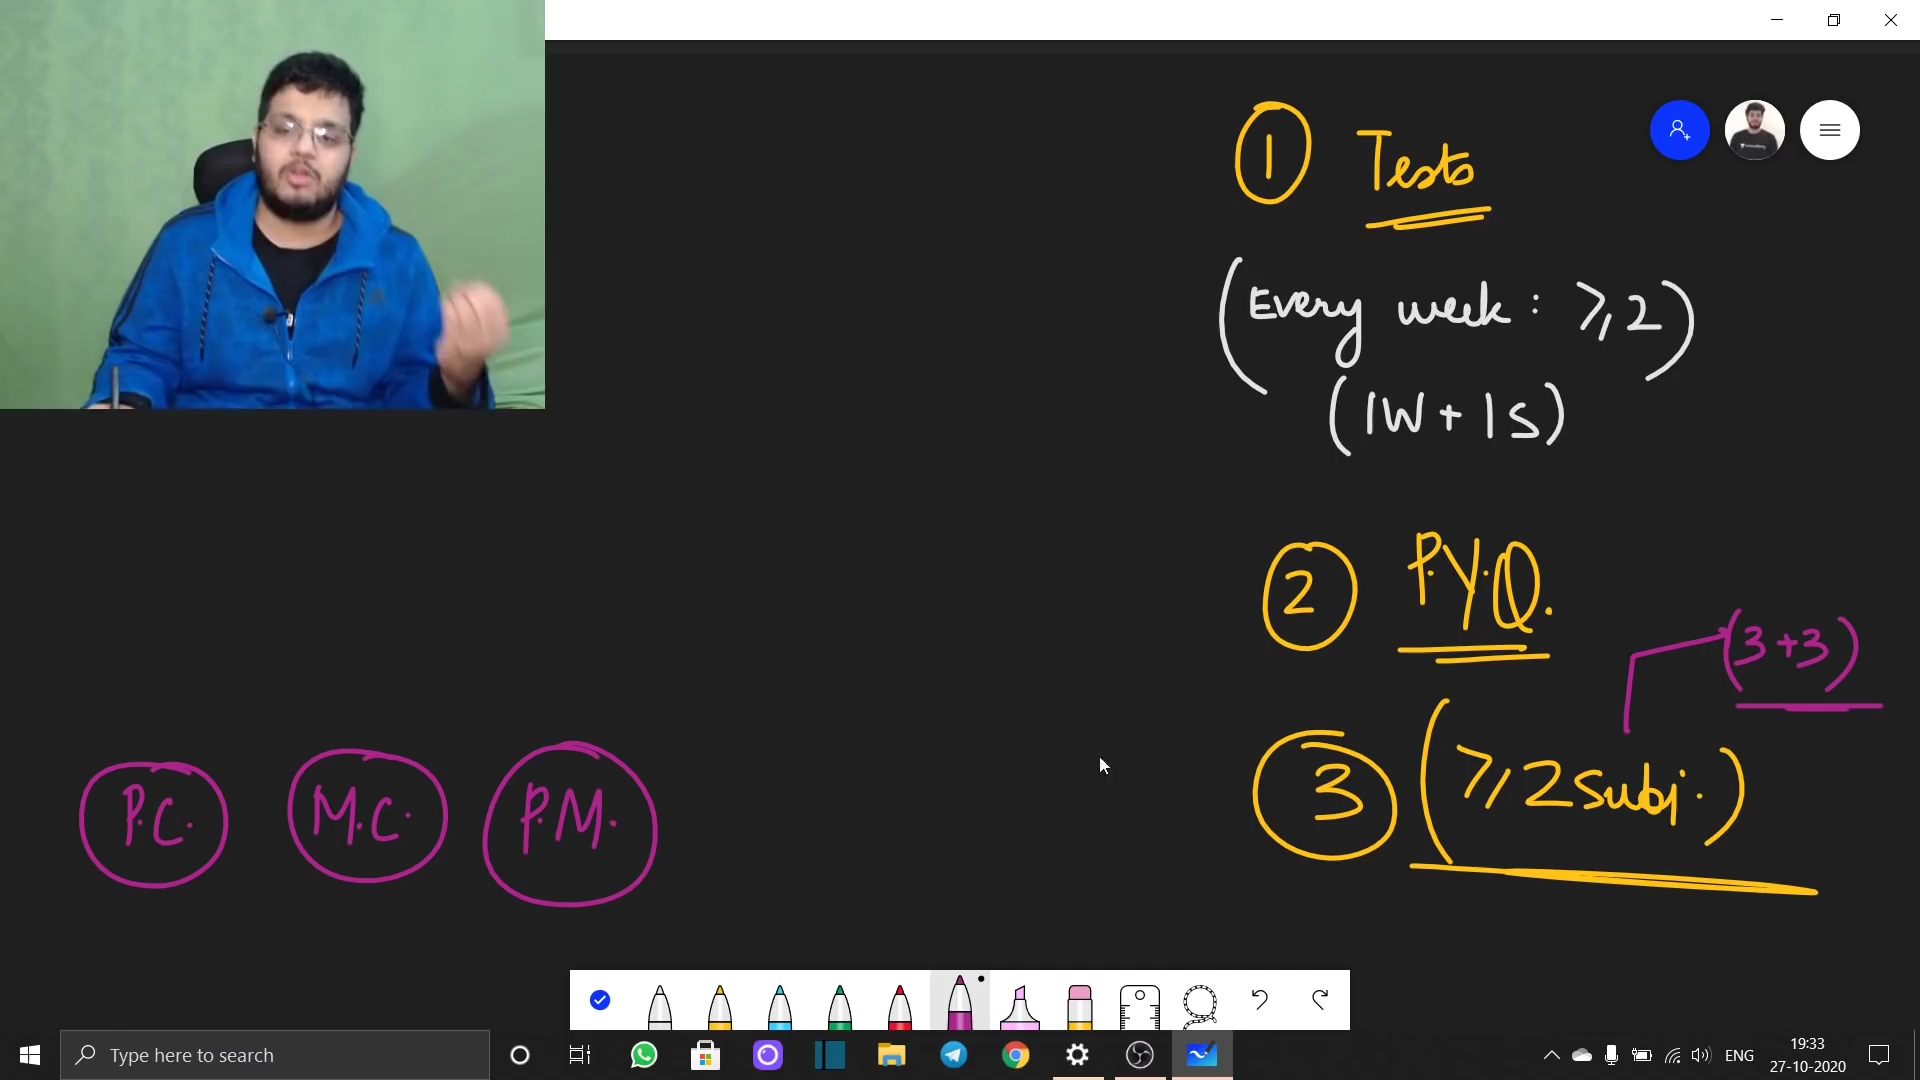 ① Tests
(Every week : ≥, 2)
(1W + 1S)
② P.Y.Q.
(3+3)
③ (≥, 2 Subj.)
P.C. M.C. P.M.
Type here to search
ENG
19:33
27-10-2020